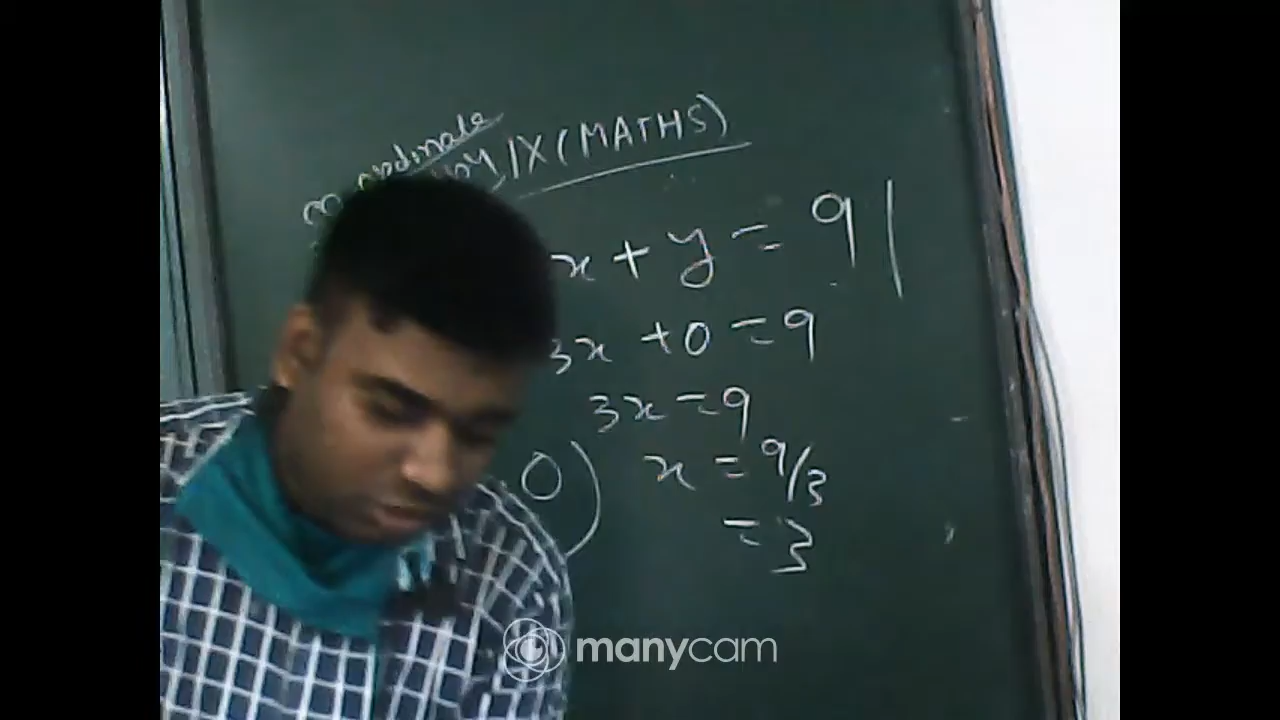 IX (MATHS)
x + y = 9
3x + 0 = 9
3x = 9
0) x = 9/3
= 3
manycam